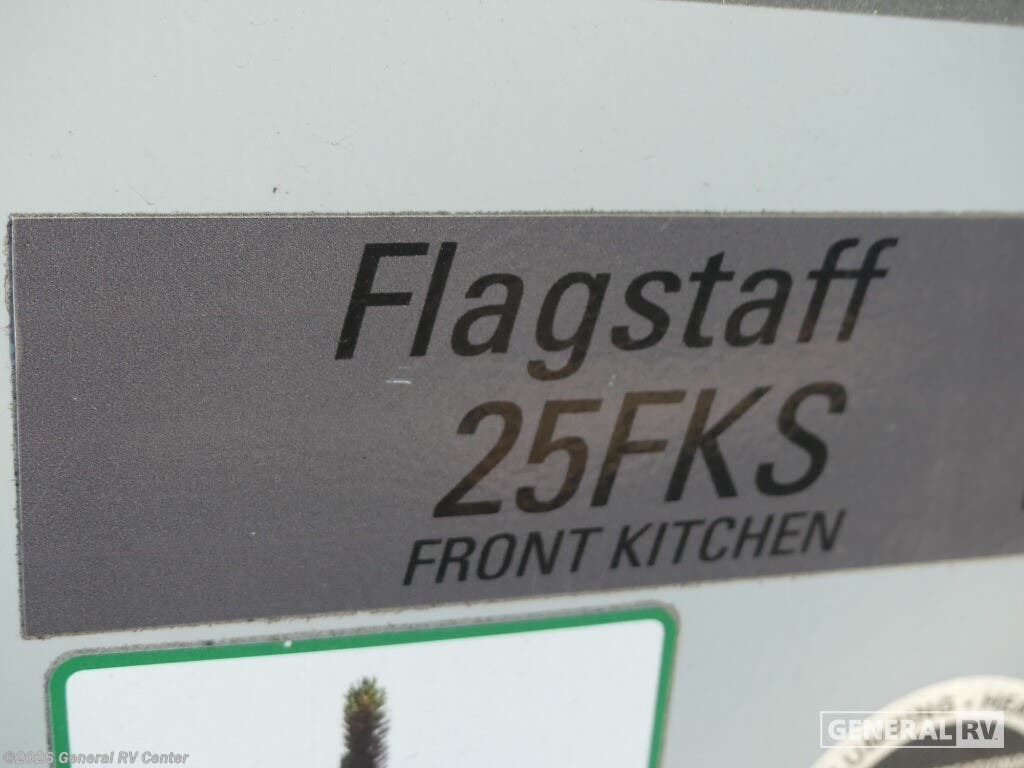 Flagstaff
25FKS
FRONT KITCHEN
GENERAL RV
©2026 General RV Center